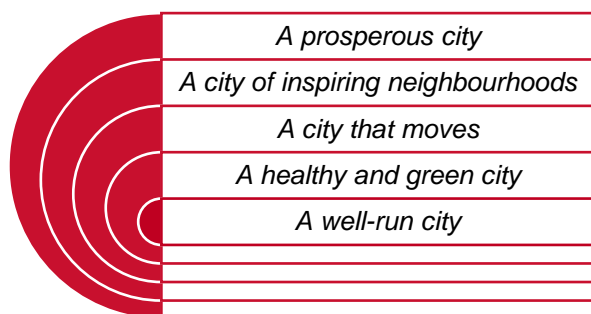 A prosperous city
A city of inspiring neighbourhoods
A city that moves
A healthy and green city
A well-run city